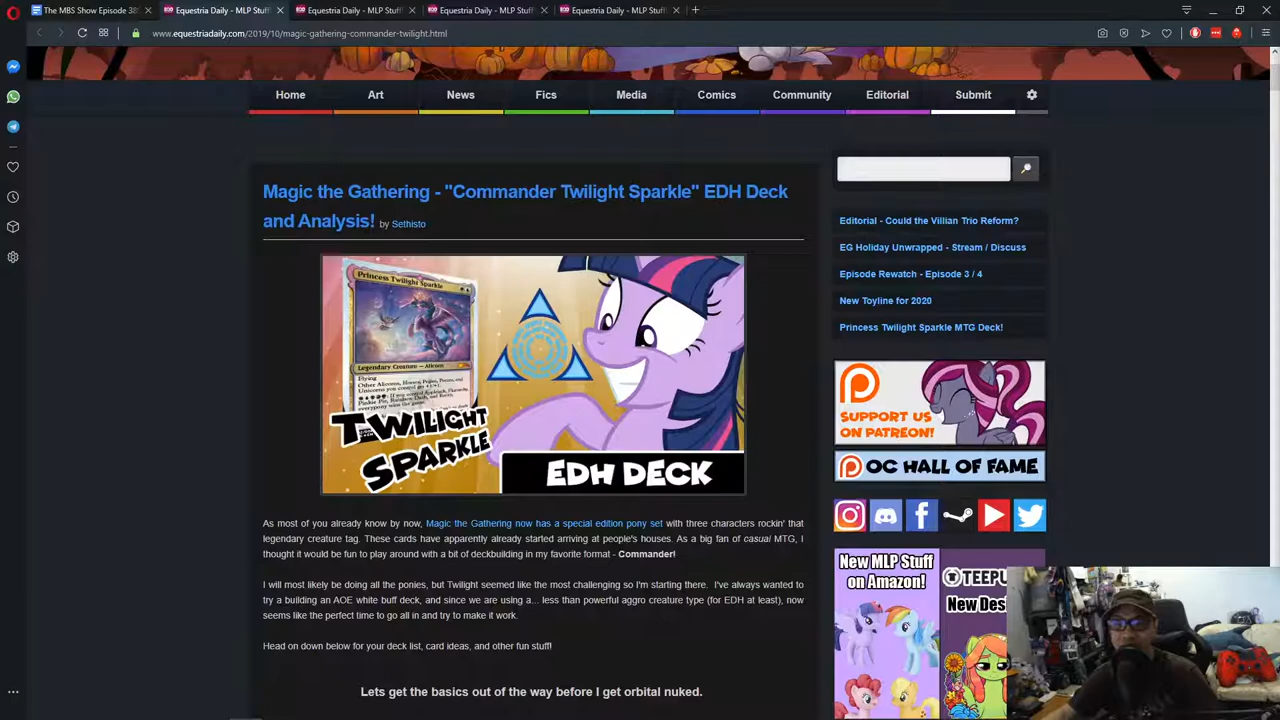 The MBS Show Episode 38
Equestria Daily - MLP Stuff
Equestria Daily - MLP Stuff
Equestria Daily - MLP Stuff
Equestria Daily - MLP Stuff
www.equestriadaily.com/2019/10/magic-gathering-commander-twilight.html
Home
Art
News
Fics
Media
Comics
Community
Editorial
Submit
Magic the Gathering - "Commander Twilight Sparkle" EDH Deck
and Analysis! by Sethisto
Princess Twilight Sparkle
Legendary Creature — Alicorn
Flying
TWILIGHT
SPARKLE
EDH DECK
As most of you already know by now, Magic the Gathering now has a special edition pony set with three characters rockin' that
legendary creature tag. These cards have apparently already started arriving at people's houses. As a big fan of casual MTG, I
thought it would be fun to play around with a bit of deckbuilding in my favorite format - Commander!
I will most likely be doing all the ponies, but Twilight seemed like the most challenging so I'm starting there. I've always wanted to
try a building an AOE white buff deck, and since we are using a... less than powerful aggro creature type (for EDH at least), now
seems like the perfect time to go all in and try to make it work.
Head on down below for your deck list, card ideas, and other fun stuff!
Lets get the basics out of the way before I get orbital nuked.
Editorial - Could the Villian Trio Reform?
EG Holiday Unwrapped - Stream / Discuss
Episode Rewatch - Episode 3 / 4
New Toyline for 2020
Princess Twilight Sparkle MTG Deck!
SUPPORT US
ON PATREON!
OC HALL OF FAME
New MLP Stuff
on Amazon!
TEEPU
New Des